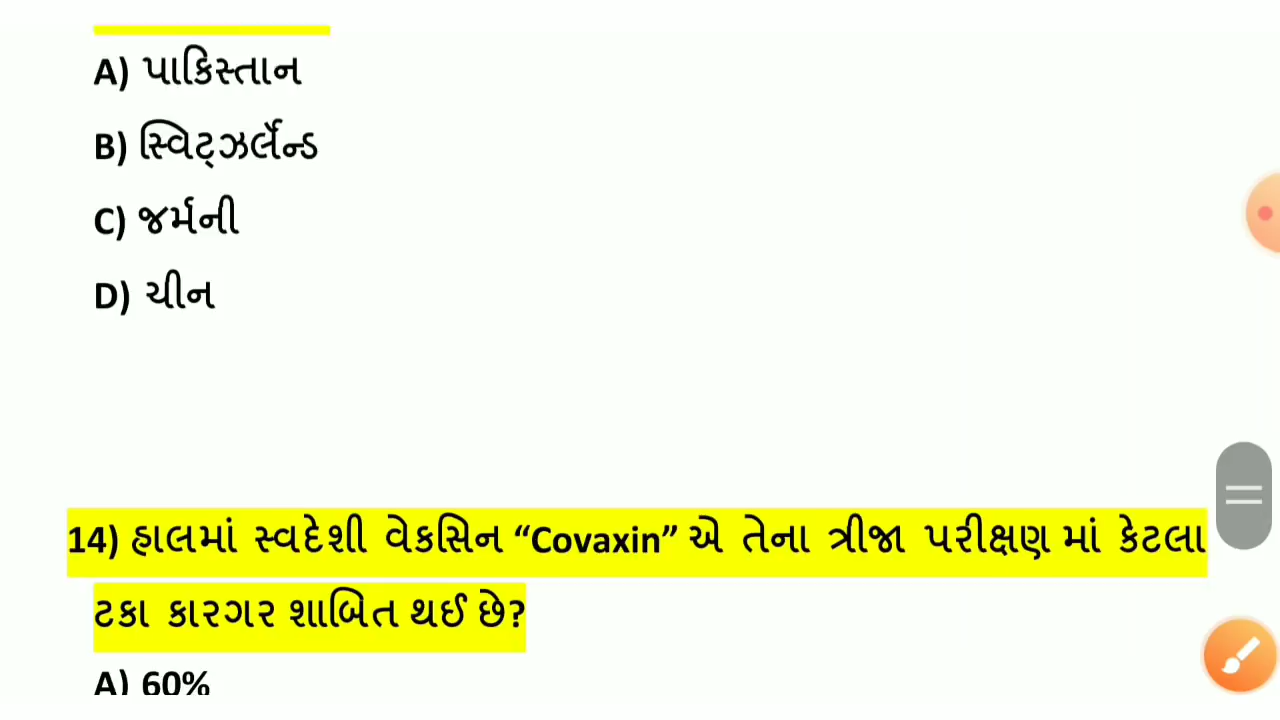 A) પાકિસ્તાન
B) સ્વિટ્ઝર્લૅન્ડ
C) જર્મની
D) ચીન
14) હાલમાં સ્વદેશી વેકસિન “Covaxin” એ તેના ત્રીજા પરીક્ષણ માં કેટલા
ટકા કારગર શાબિત થઈ છે?
A) 60%